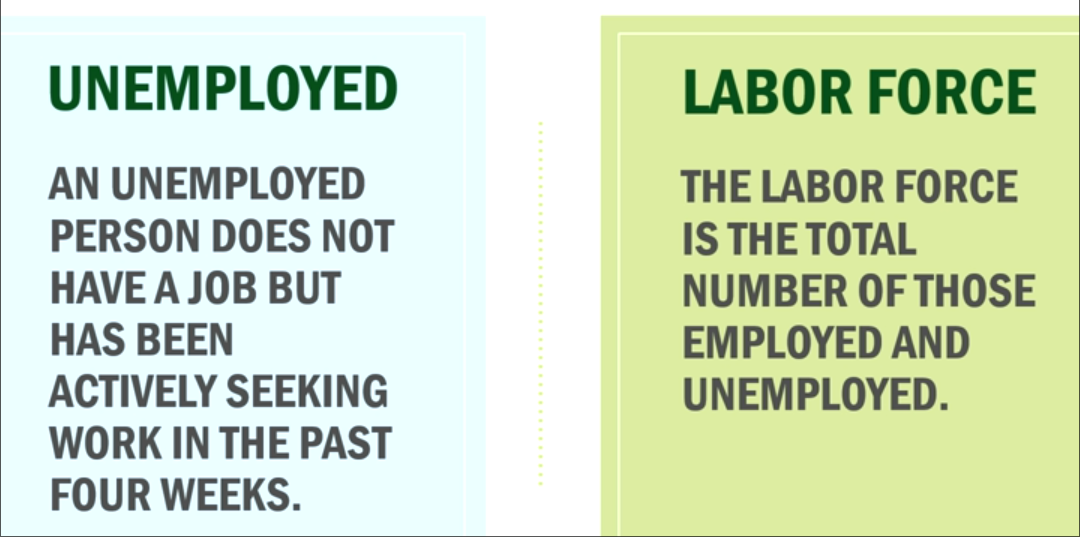 UNEMPLOYED
AN UNEMPLOYED
PERSON DOES NOT
HAVE A JOB BUT
HAS BEEN
ACTIVELY SEEKING
WORK IN THE PAST
FOUR WEEKS.
LABOR FORCE
THE LABOR FORCE
IS THE TOTAL
NUMBER OF THOSE
EMPLOYED AND
UNEMPLOYED.